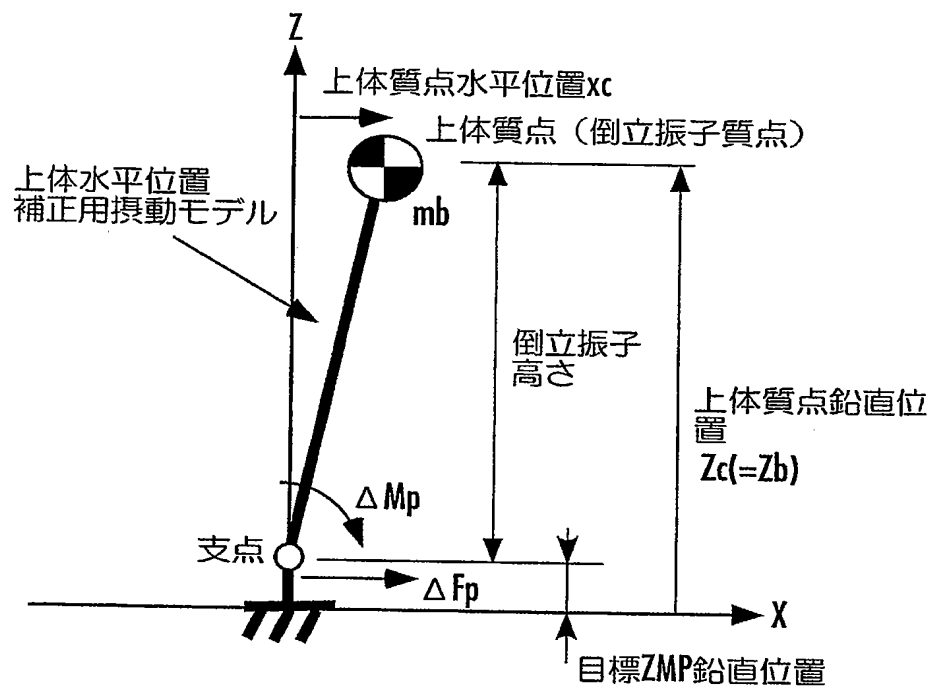 Z
上体質点水平位置xc
上体質点（倒立振子質点）
上体水平位置
補正用摂動モデル
mb
倒立振子
高さ
上体質点鉛直位
置
Zc(=Zb)
ΔMp
支点
ΔFp
X
目標ZMP鉛直位置